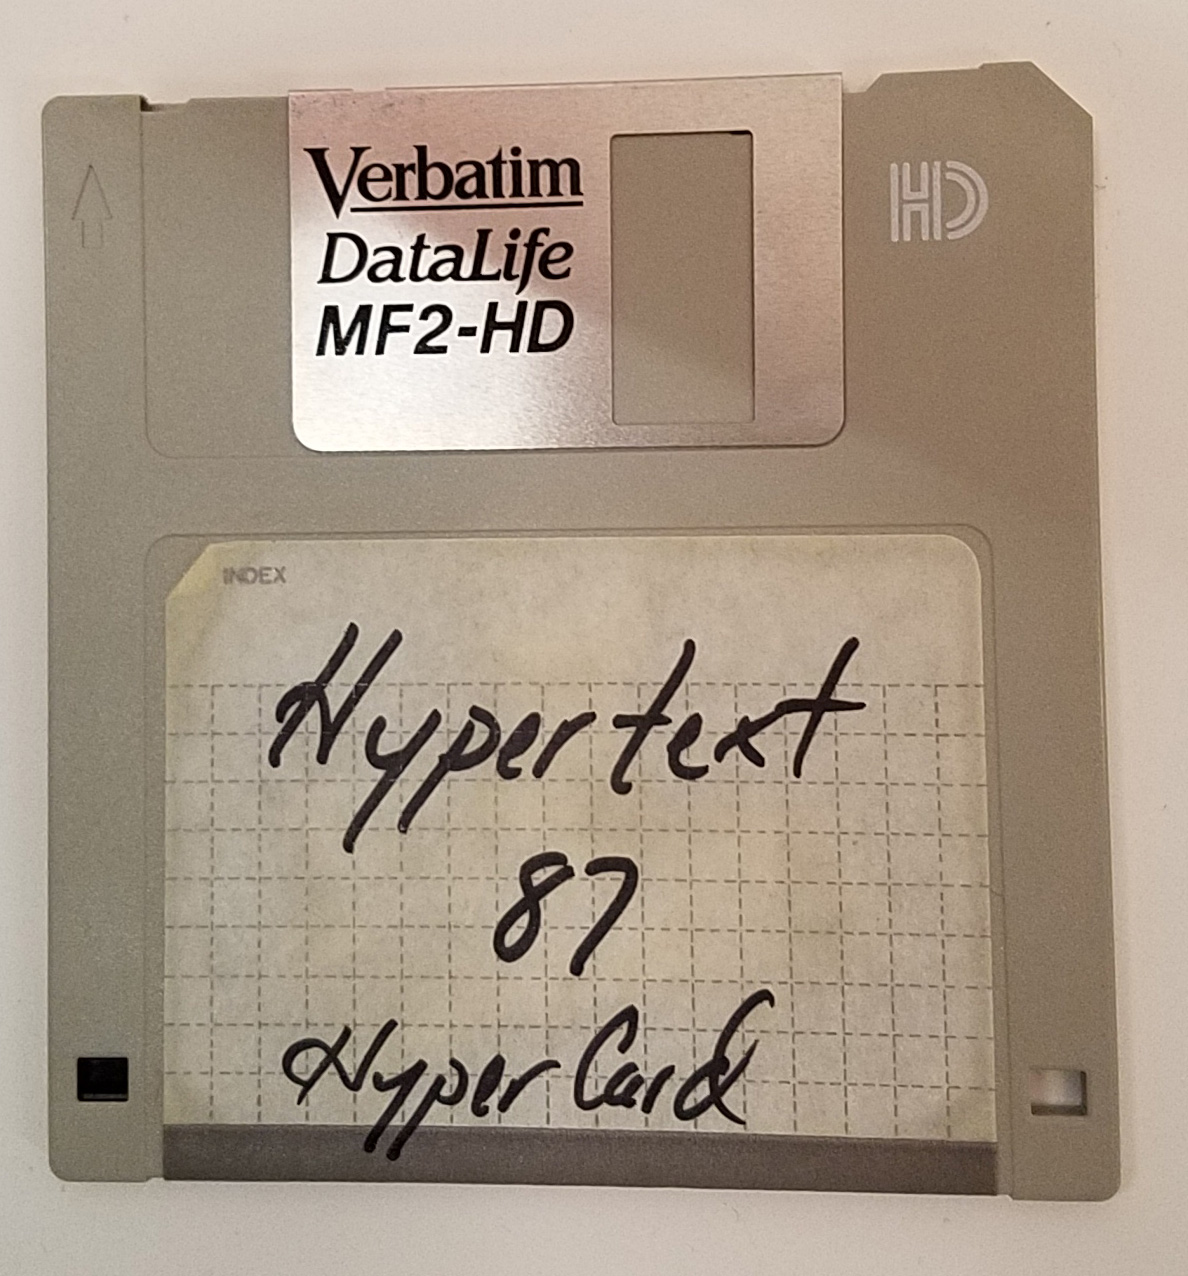 Verbatim
DataLife
MF2-HD
HD
INDEX
Hypertext
87
HyperCard